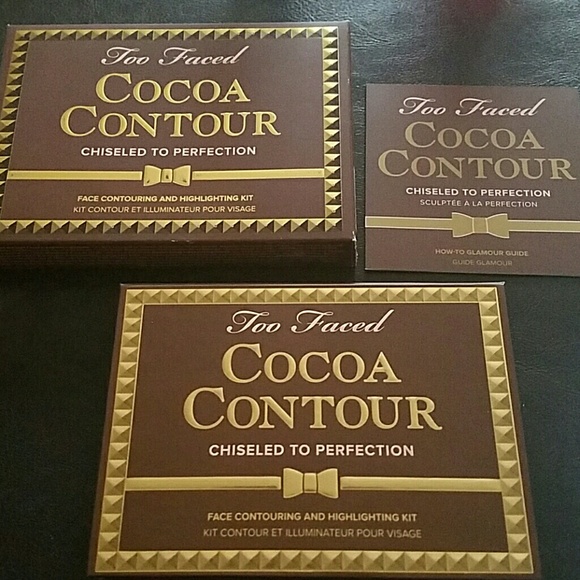 Too Faced
COCOA
CONTOUR
CHISELED TO PERFECTION
FACE CONTOURING AND HIGHLIGHTING KIT
KIT CONTOUR ET ILLUMINATEUR POUR VISAGE
Too Faced
COCOA
CONTOUR
CHISELED TO PERFECTION
SCULPTÉE À LA PERFECTION
HOW-TO GLAMOUR GUIDE
GUIDE GLAMOUR
Too Faced
COCOA
CONTOUR
CHISELED TO PERFECTION
FACE CONTOURING AND HIGHLIGHTING KIT
KIT CONTOUR ET ILLUMINATEUR POUR VISAGE